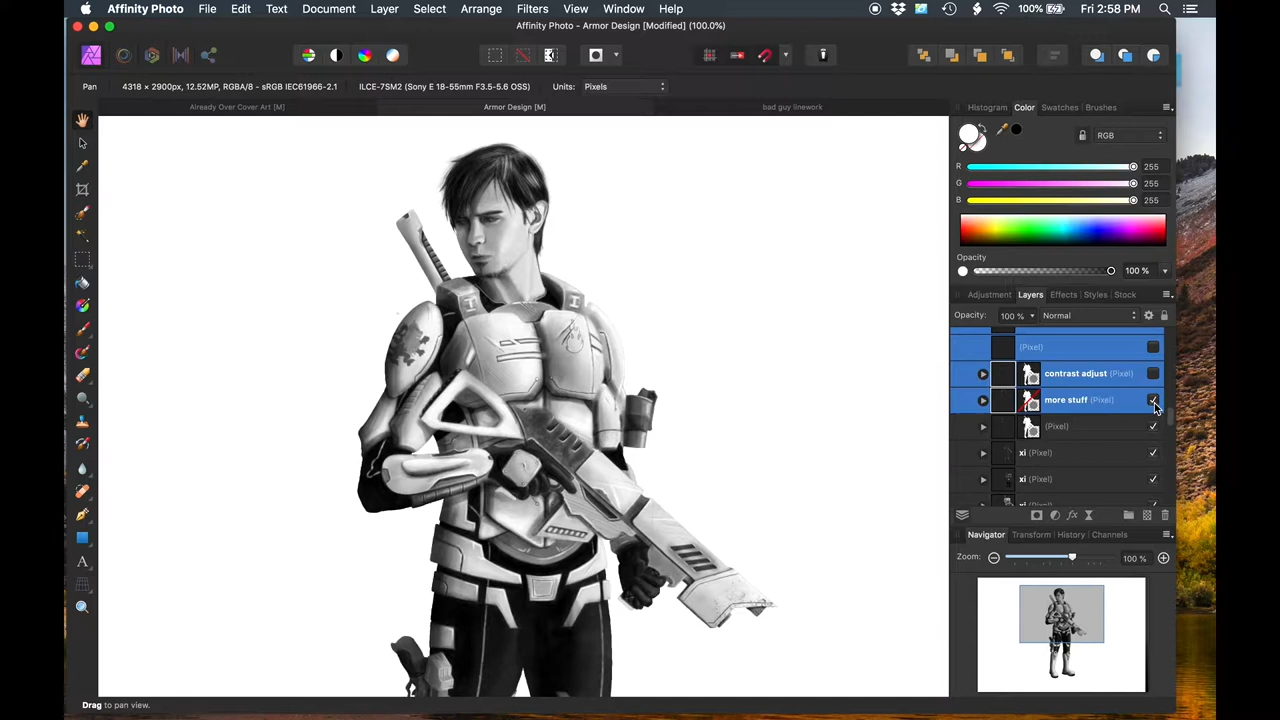 Affinity Photo File Edit Text Document Layer Select Arrange Filters View Window Help 100% Fri 2:58 PM
Affinity Photo - Armor Design [Modified] (100.0%)
Pan 4318 × 2900px, 12.52MP, RGBA/8 - sRGB IEC61966-2.1 ILCE-7SM2 (Sony E 18-55mm F3.5-5.6 OSS) Units: Pixels
Already Over Cover Art [M] Armor Design [M] bad guy linework
Histogram Color Swatches Brushes
RGB
R 255
G 255
B 255
Opacity
100 %
Adjustment Layers Effects Styles Stock
Opacity: 100 % Normal
(Pixel)
contrast adjust (Pixel)
more stuff (Pixel)
(Pixel)
xi (Pixel)
xi (Pixel)
xi (Pixel)
Navigator Transform History Channels
Zoom: 100 %
Drag to pan view.